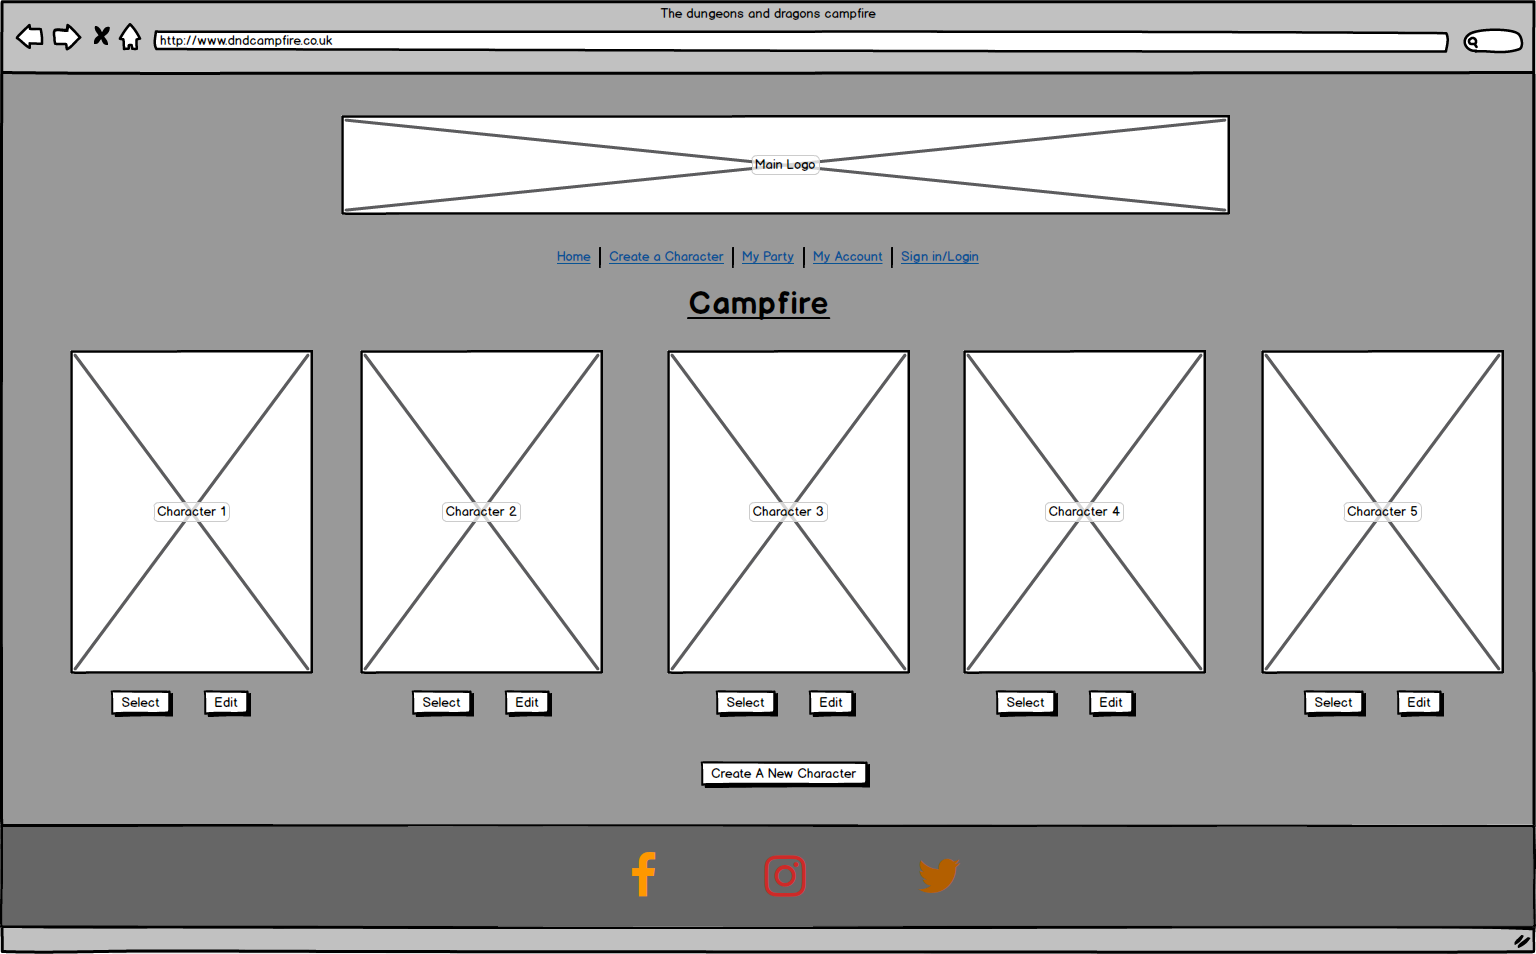 The dungeons and dragons campfire
http://www.dndcampfire.co.uk
Main Logo
Home | Create a Character | My Party | My Account | Sign in/Login
Campfire
Character 1
Character 2
Character 3
Character 4
Character 5
Select Edit
Select Edit
Select Edit
Select Edit
Select Edit
Create A New Character